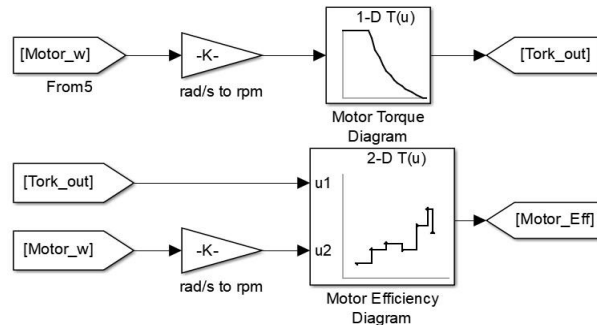 1-D T(u)
[Motor_w]
-K-
[Tork_out]
From5
rad/s to rpm
Motor Torque
Diagram
2-D T(u)
[Tork_out]
u1
[Motor_Eff]
[Motor_w]
-K-
u2
rad/s to rpm
Motor Efficiency
Diagram